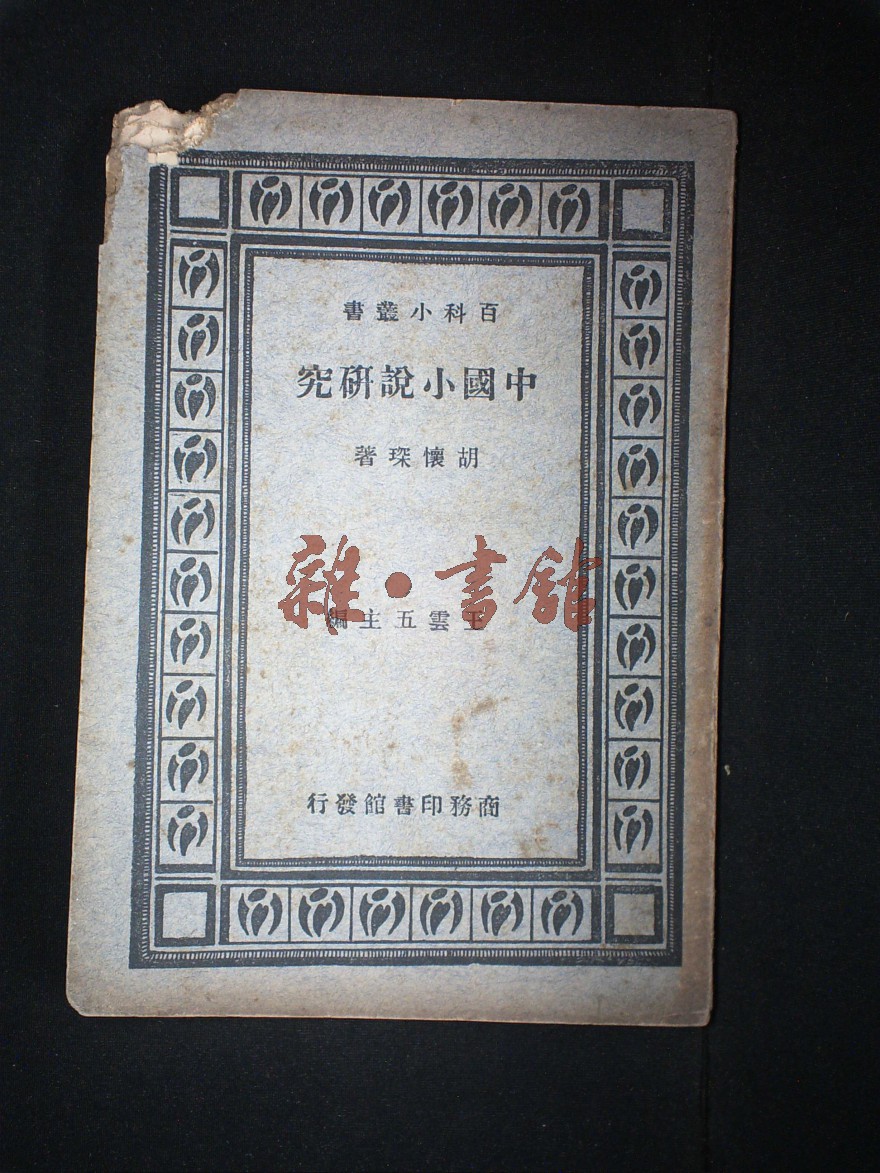 百科小叢書
中國小說研究
胡懷琛著
雜·書館
王雲五主編
商務印書館發行